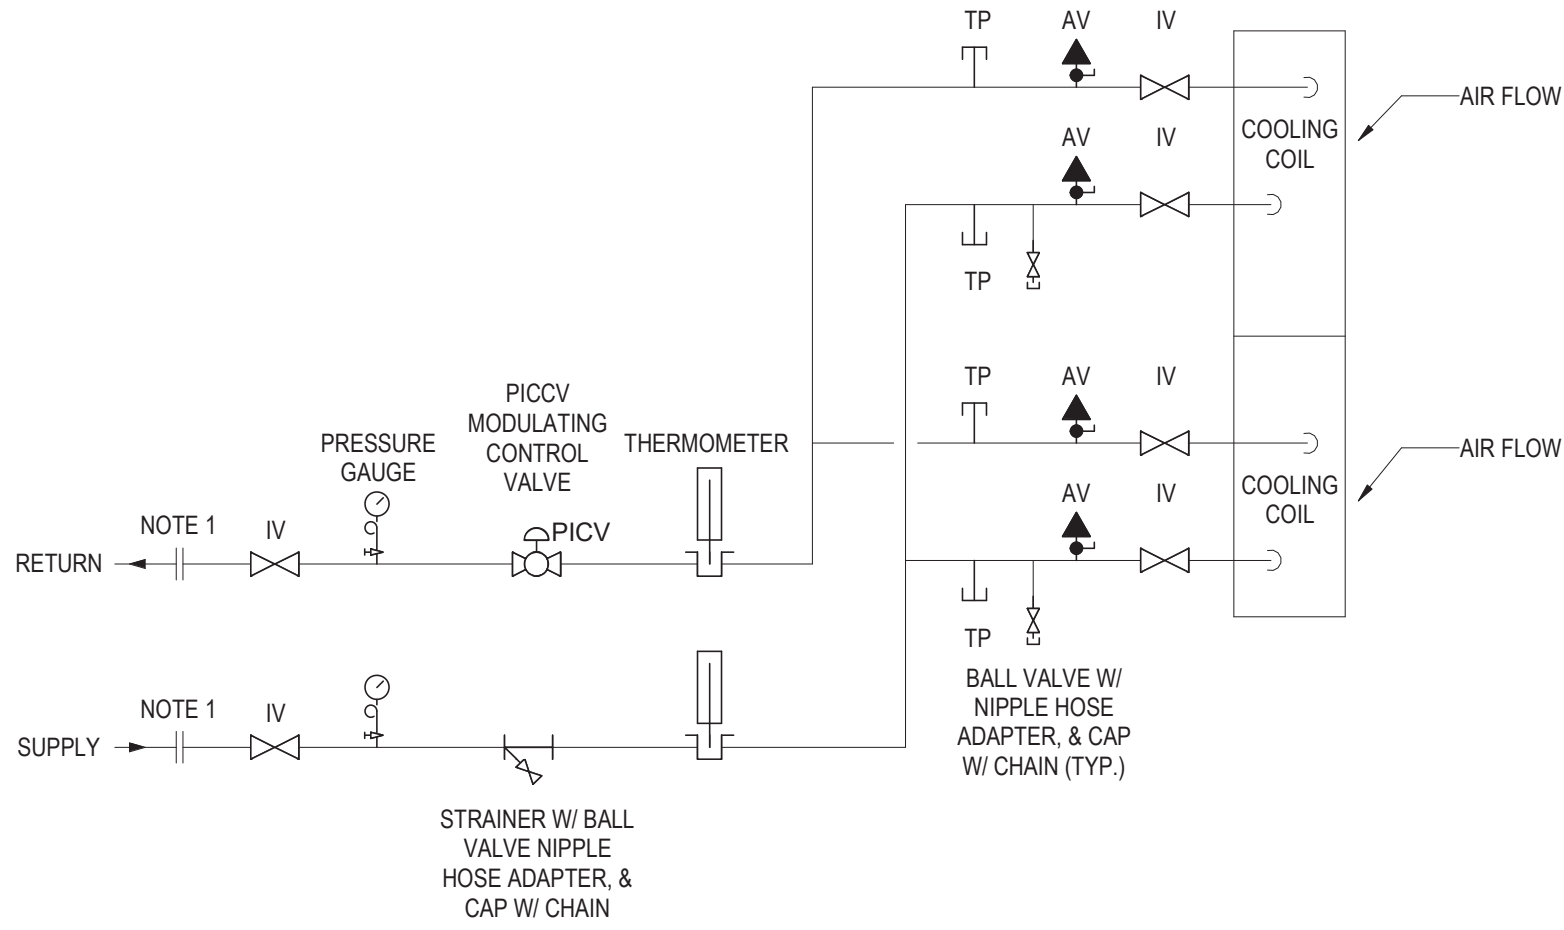 TP
AV
IV
AIR FLOW
COOLING
COIL
AV
IV
TP
TP
AV
IV
AIR FLOW
COOLING
COIL
AV
IV
TP
PICCV
MODULATING
CONTROL
VALVE
PRESSURE
GAUGE
THERMOMETER
NOTE 1
IV
PICV
RETURN
NOTE 1
IV
SUPPLY
BALL VALVE W/
NIPPLE HOSE
ADAPTER, & CAP
W/ CHAIN (TYP.)
STRAINER W/ BALL
VALVE NIPPLE
HOSE ADAPTER, &
CAP W/ CHAIN